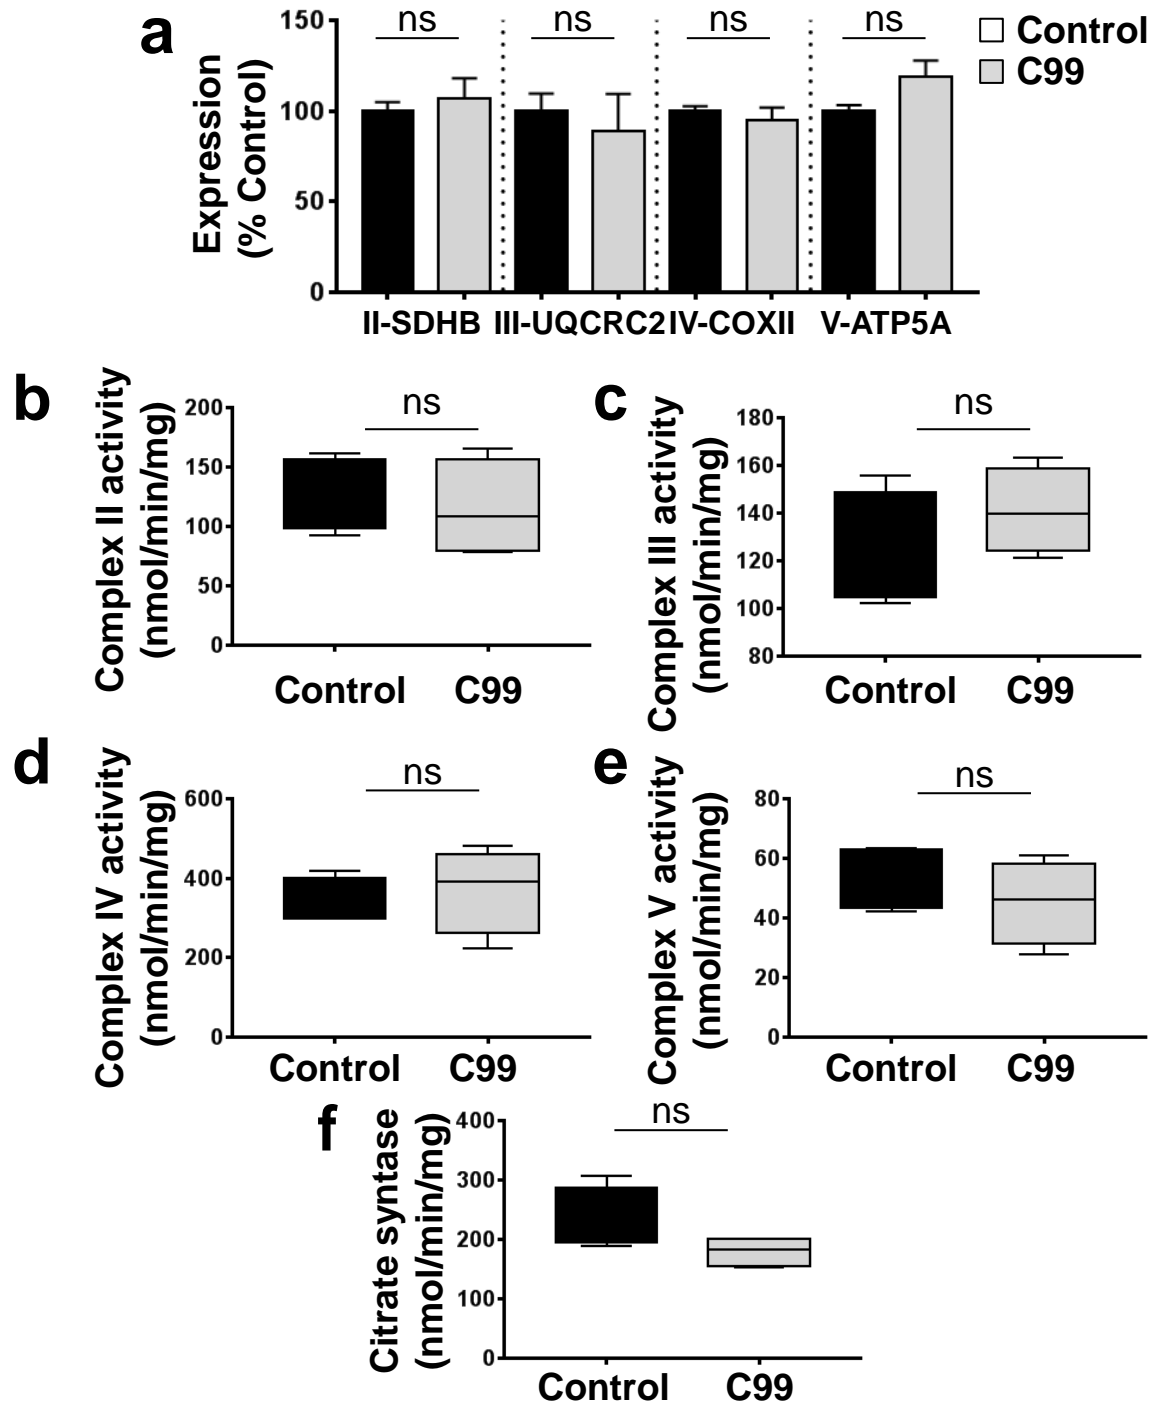 a
Expression
(% Control)
150
100
50
0
ns
ns
ns
ns
Control
C99
II-SDHB
III-UQCRC2
IV-COXII
V-ATP5A
b
Complex II activity
(nmol/min/mg)
200
150
100
50
0
ns
Control
C99
c
Complex III activity
(nmol/min/mg)
180
160
140
120
100
80
ns
Control
C99
d
Complex IV activity
(nmol/min/mg)
600
400
200
0
ns
Control
C99
e
Complex V activity
(nmol/min/mg)
80
60
40
20
0
ns
Control
C99
f
Citrate syntase
(nmol/min/mg)
400
300
200
100
0
ns
Control
C99